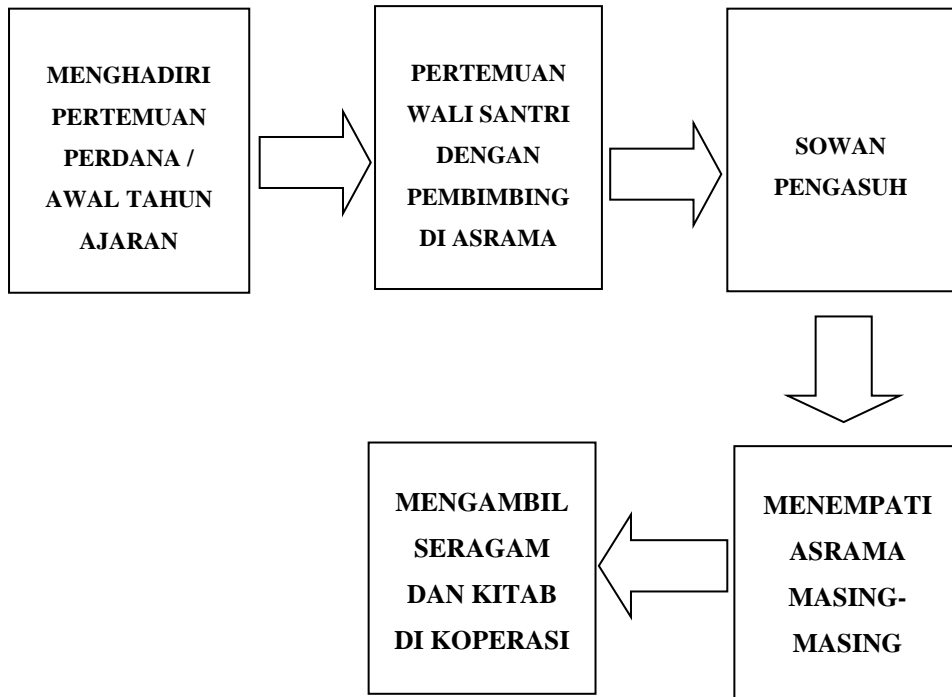 MENGHADIRI
PERTEMUAN
PERDANA /
AWAL TAHUN
AJARAN
PERTEMUAN
WALI SANTRI
DENGAN
PEMBIMBING
DI ASRAMA
SOWAN
PENGASUH
MENEMPATI
ASRAMA
MASING-
MASING
MENGAMBIL
SERAGAM
DAN KITAB
DI KOPERASI